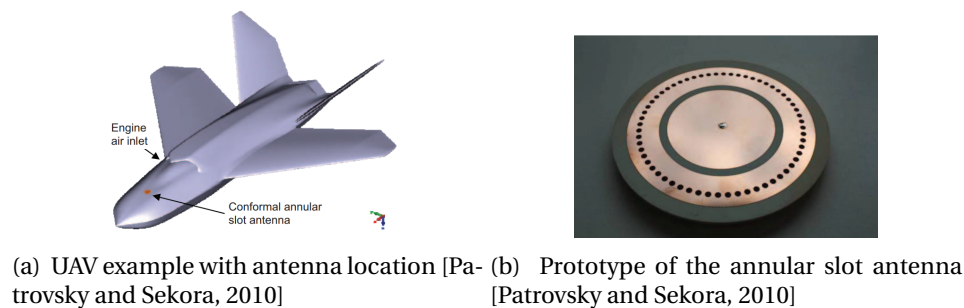 Engine
air inlet
Conformal annular
slot antenna
(a) UAV example with antenna location [Pa-
trovsky and Sekora, 2010]
(b) Prototype of the annular slot antenna
[Patrovsky and Sekora, 2010]